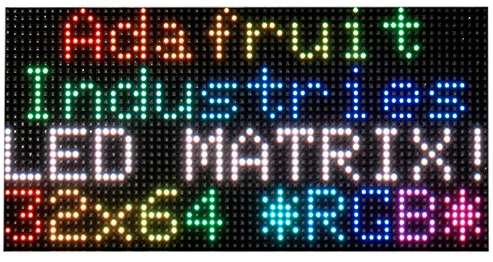 Adafruit
Industries
LED MATRIX!
32x64 *RGB*